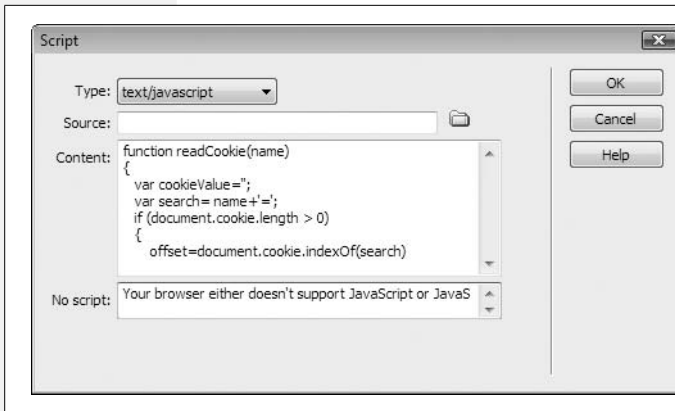 Script
Type: text/javascript
Source:
Content: function readCookie(name)
{
var cookieValue='';
var search= name+'=';
if (document.cookie.length > 0)
{
offset=document.cookie.indexOf(search)
No script: Your browser either doesn't support JavaScript or JavaS
OK
Cancel
Help